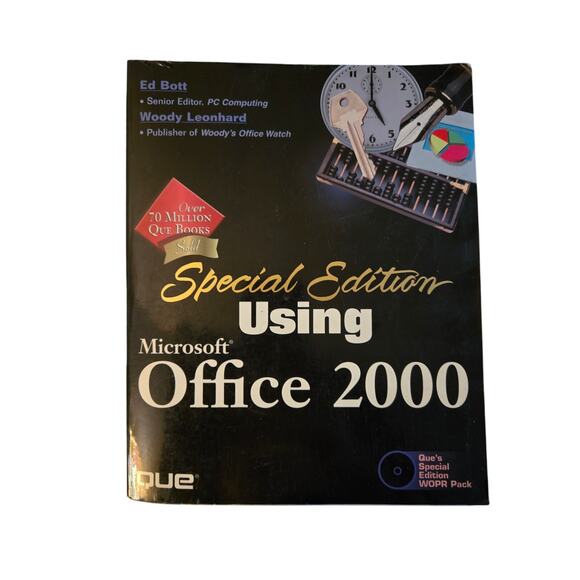 Ed Bott
• Senior Editor, PC Computing
Woody Leonhard
• Publisher of Woody's Office Watch
Over
70 Million
Que Books
Sold
Special Edition
Using
Microsoft®
Office 2000
que®
Que's
Special
Edition
WOPR Pack